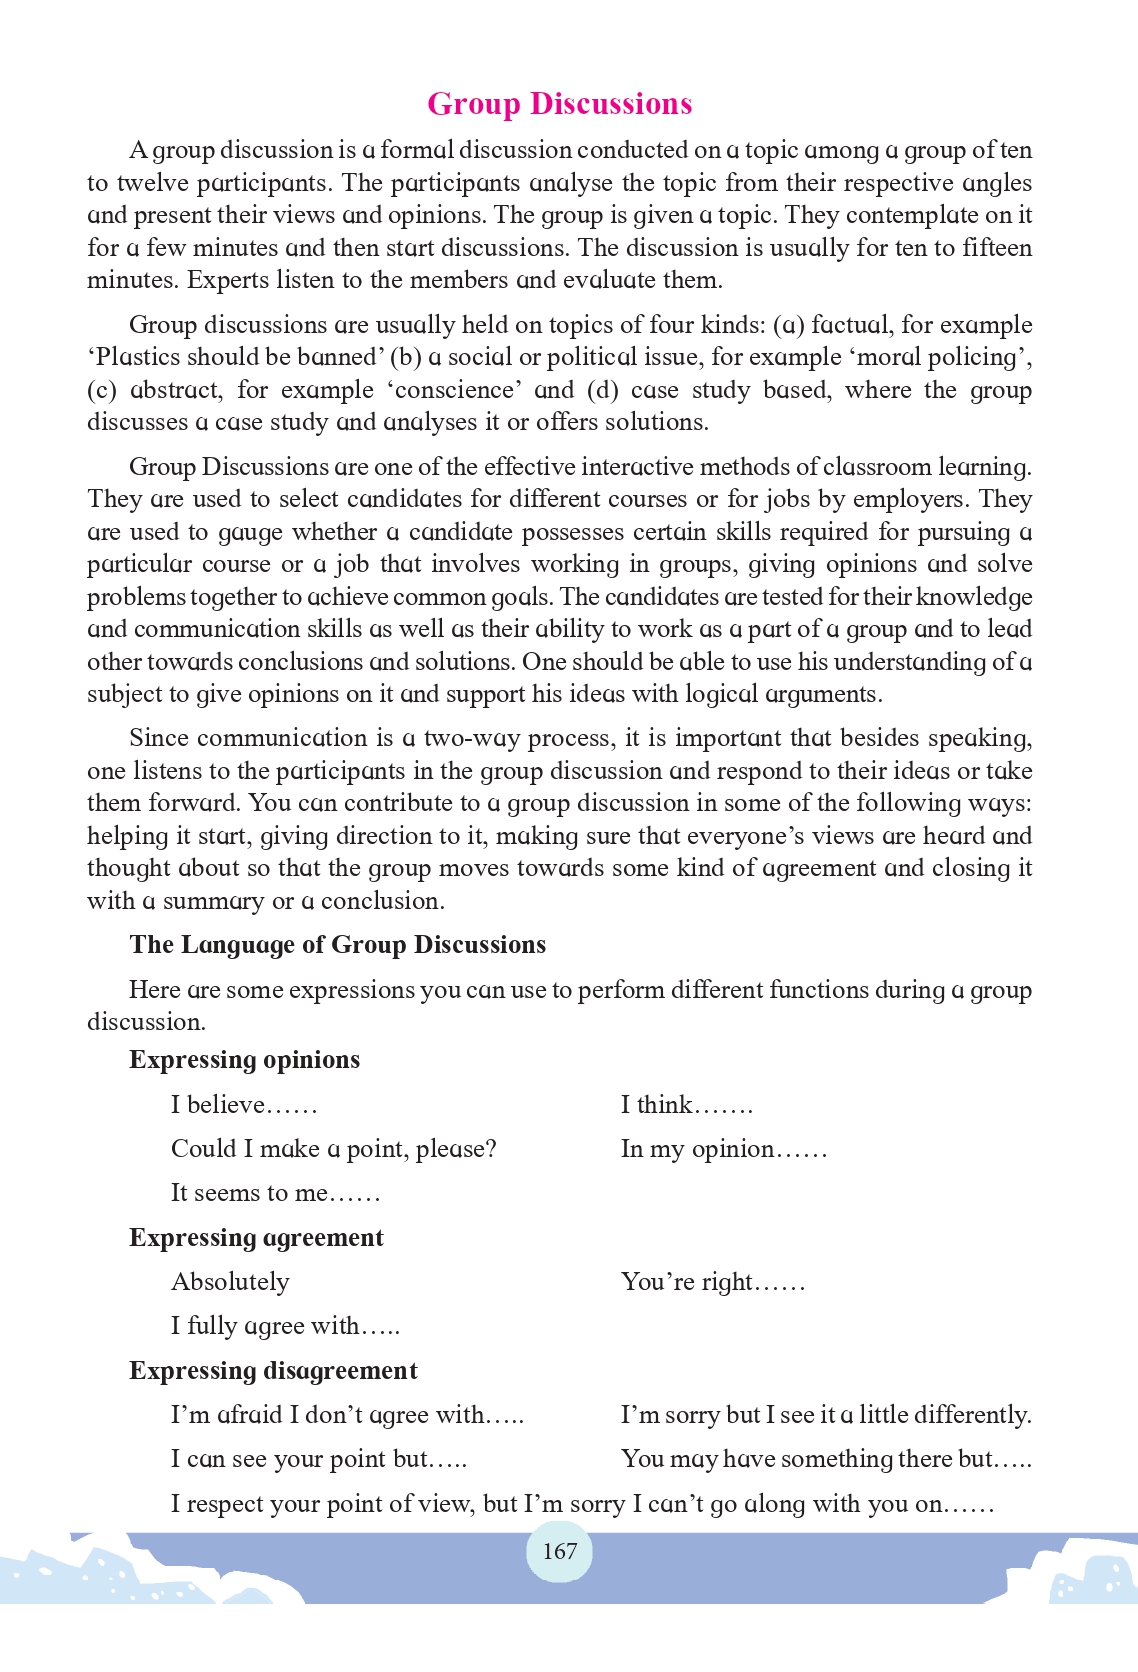 Group Discussions
A group discussion is a formal discussion conducted on a topic among a group of ten
to twelve participants. The participants analyse the topic from their respective angles
and present their views and opinions. The group is given a topic. They contemplate on it
for a few minutes and then start discussions. The discussion is usually for ten to fifteen
minutes. Experts listen to the members and evaluate them.
Group discussions are usually held on topics of four kinds: (a) factual, for example
‘Plastics should be banned’ (b) a social or political issue, for example ‘moral policing’,
(c) abstract, for example ‘conscience’ and (d) case study based, where the group
discusses a case study and analyses it or offers solutions.
Group Discussions are one of the effective interactive methods of classroom learning.
They are used to select candidates for different courses or for jobs by employers. They
are used to gauge whether a candidate possesses certain skills required for pursuing a
particular course or a job that involves working in groups, giving opinions and solve
problems together to achieve common goals. The candidates are tested for their knowledge
and communication skills as well as their ability to work as a part of a group and to lead
other towards conclusions and solutions. One should be able to use his understanding of a
subject to give opinions on it and support his ideas with logical arguments.
Since communication is a two-way process, it is important that besides speaking,
one listens to the participants in the group discussion and respond to their ideas or take
them forward. You can contribute to a group discussion in some of the following ways:
helping it start, giving direction to it, making sure that everyone’s views are heard and
thought about so that the group moves towards some kind of agreement and closing it
with a summary or a conclusion.
The Language of Group Discussions
Here are some expressions you can use to perform different functions during a group
discussion.
Expressing opinions
I believe…… I think…….
Could I make a point, please? In my opinion……
It seems to me……
Expressing agreement
Absolutely You’re right……
I fully agree with…..
Expressing disagreement
I’m afraid I don’t agree with….. I’m sorry but I see it a little differently.
I can see your point but….. You may have something there but…..
I respect your point of view, but I’m sorry I can’t go along with you on……
167